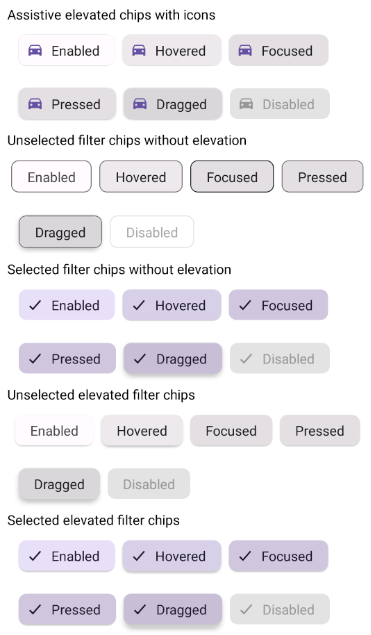 Assistive elevated chips with icons
Enabled Hovered Focused
Pressed Dragged Disabled
Unselected filter chips without elevation
Enabled Hovered Focused Pressed
Dragged Disabled
Selected filter chips without elevation
Enabled Hovered Focused
Pressed Dragged Disabled
Unselected elevated filter chips
Enabled Hovered Focused Pressed
Dragged Disabled
Selected elevated filter chips
Enabled Hovered Focused
Pressed Dragged Disabled